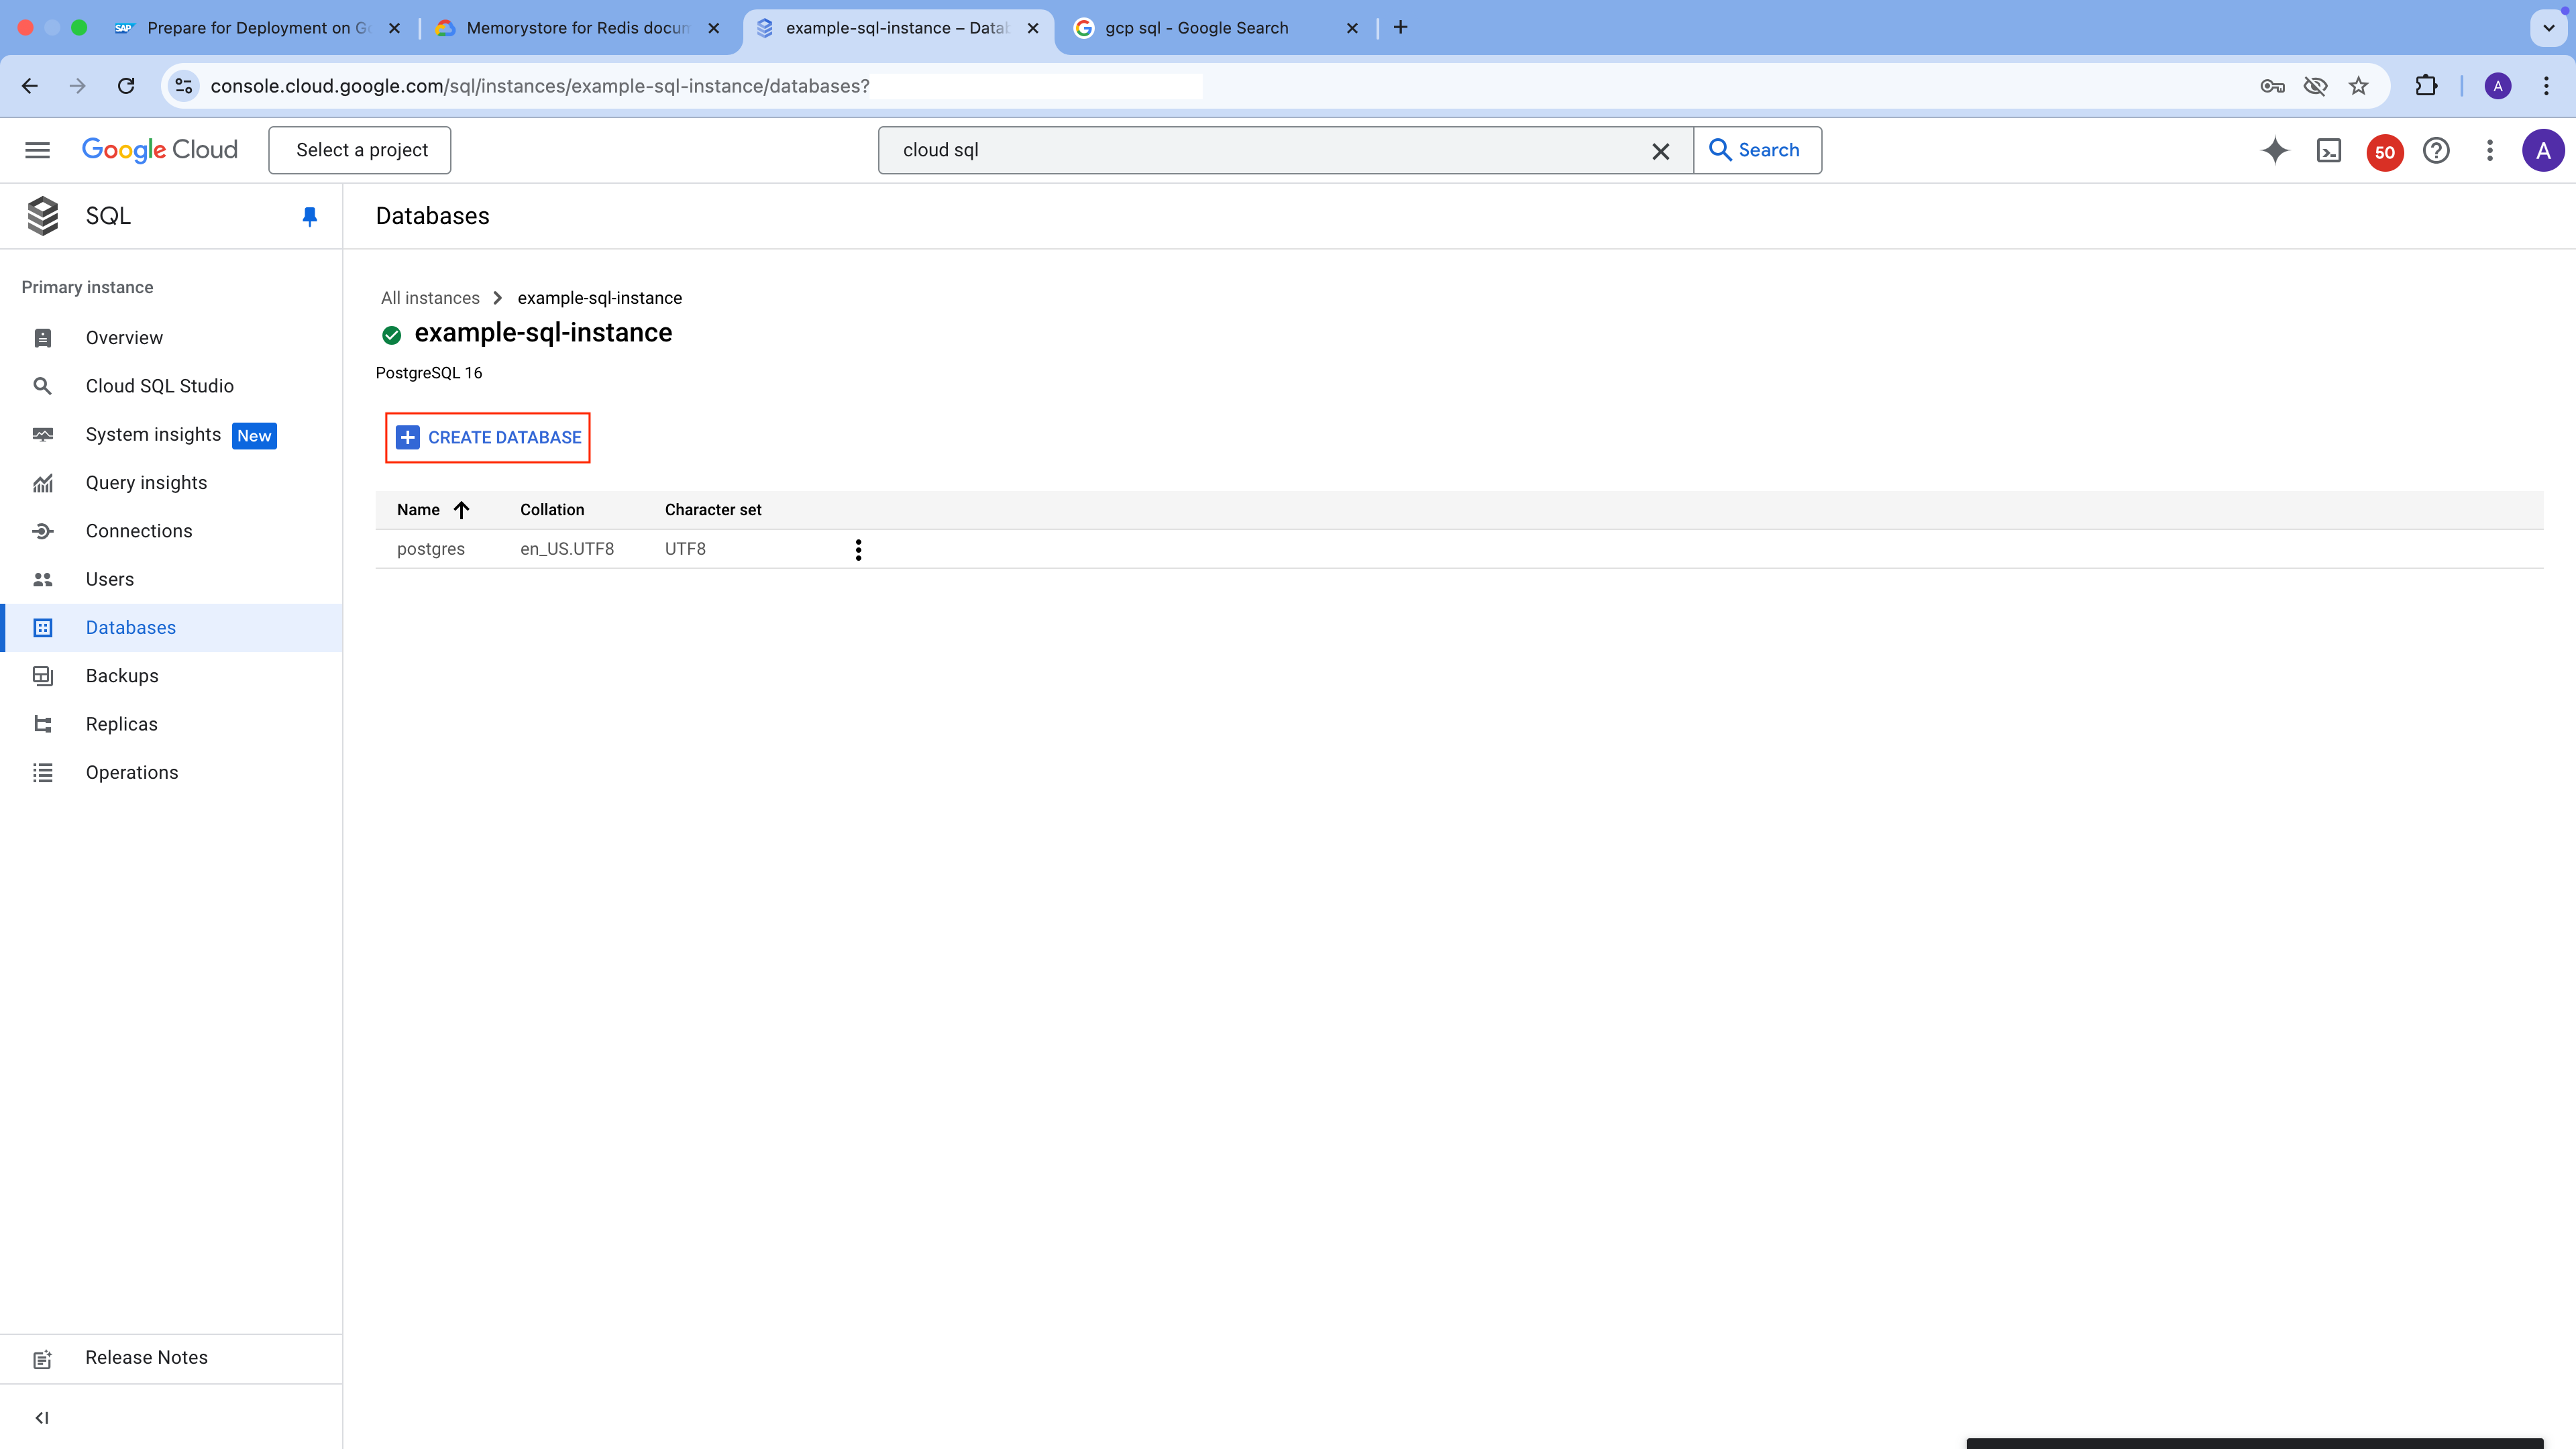 Prepare for Deployment on Go
Memorystore for Redis docum
example-sql-instance – Datab
gcp sql - Google Search
console.cloud.google.com/sql/instances/example-sql-instance/databases?
A
Google Cloud
Select a project
cloud sql
Search
50
A
SQL
Databases
Primary instance
Overview
Cloud SQL Studio
System insights New
Query insights
Connections
Users
Databases
Backups
Replicas
Operations
Release Notes
All instances example-sql-instance
example-sql-instance
PostgreSQL 16
CREATE DATABASE
Name Collation Character set
postgres en_US.UTF8 UTF8